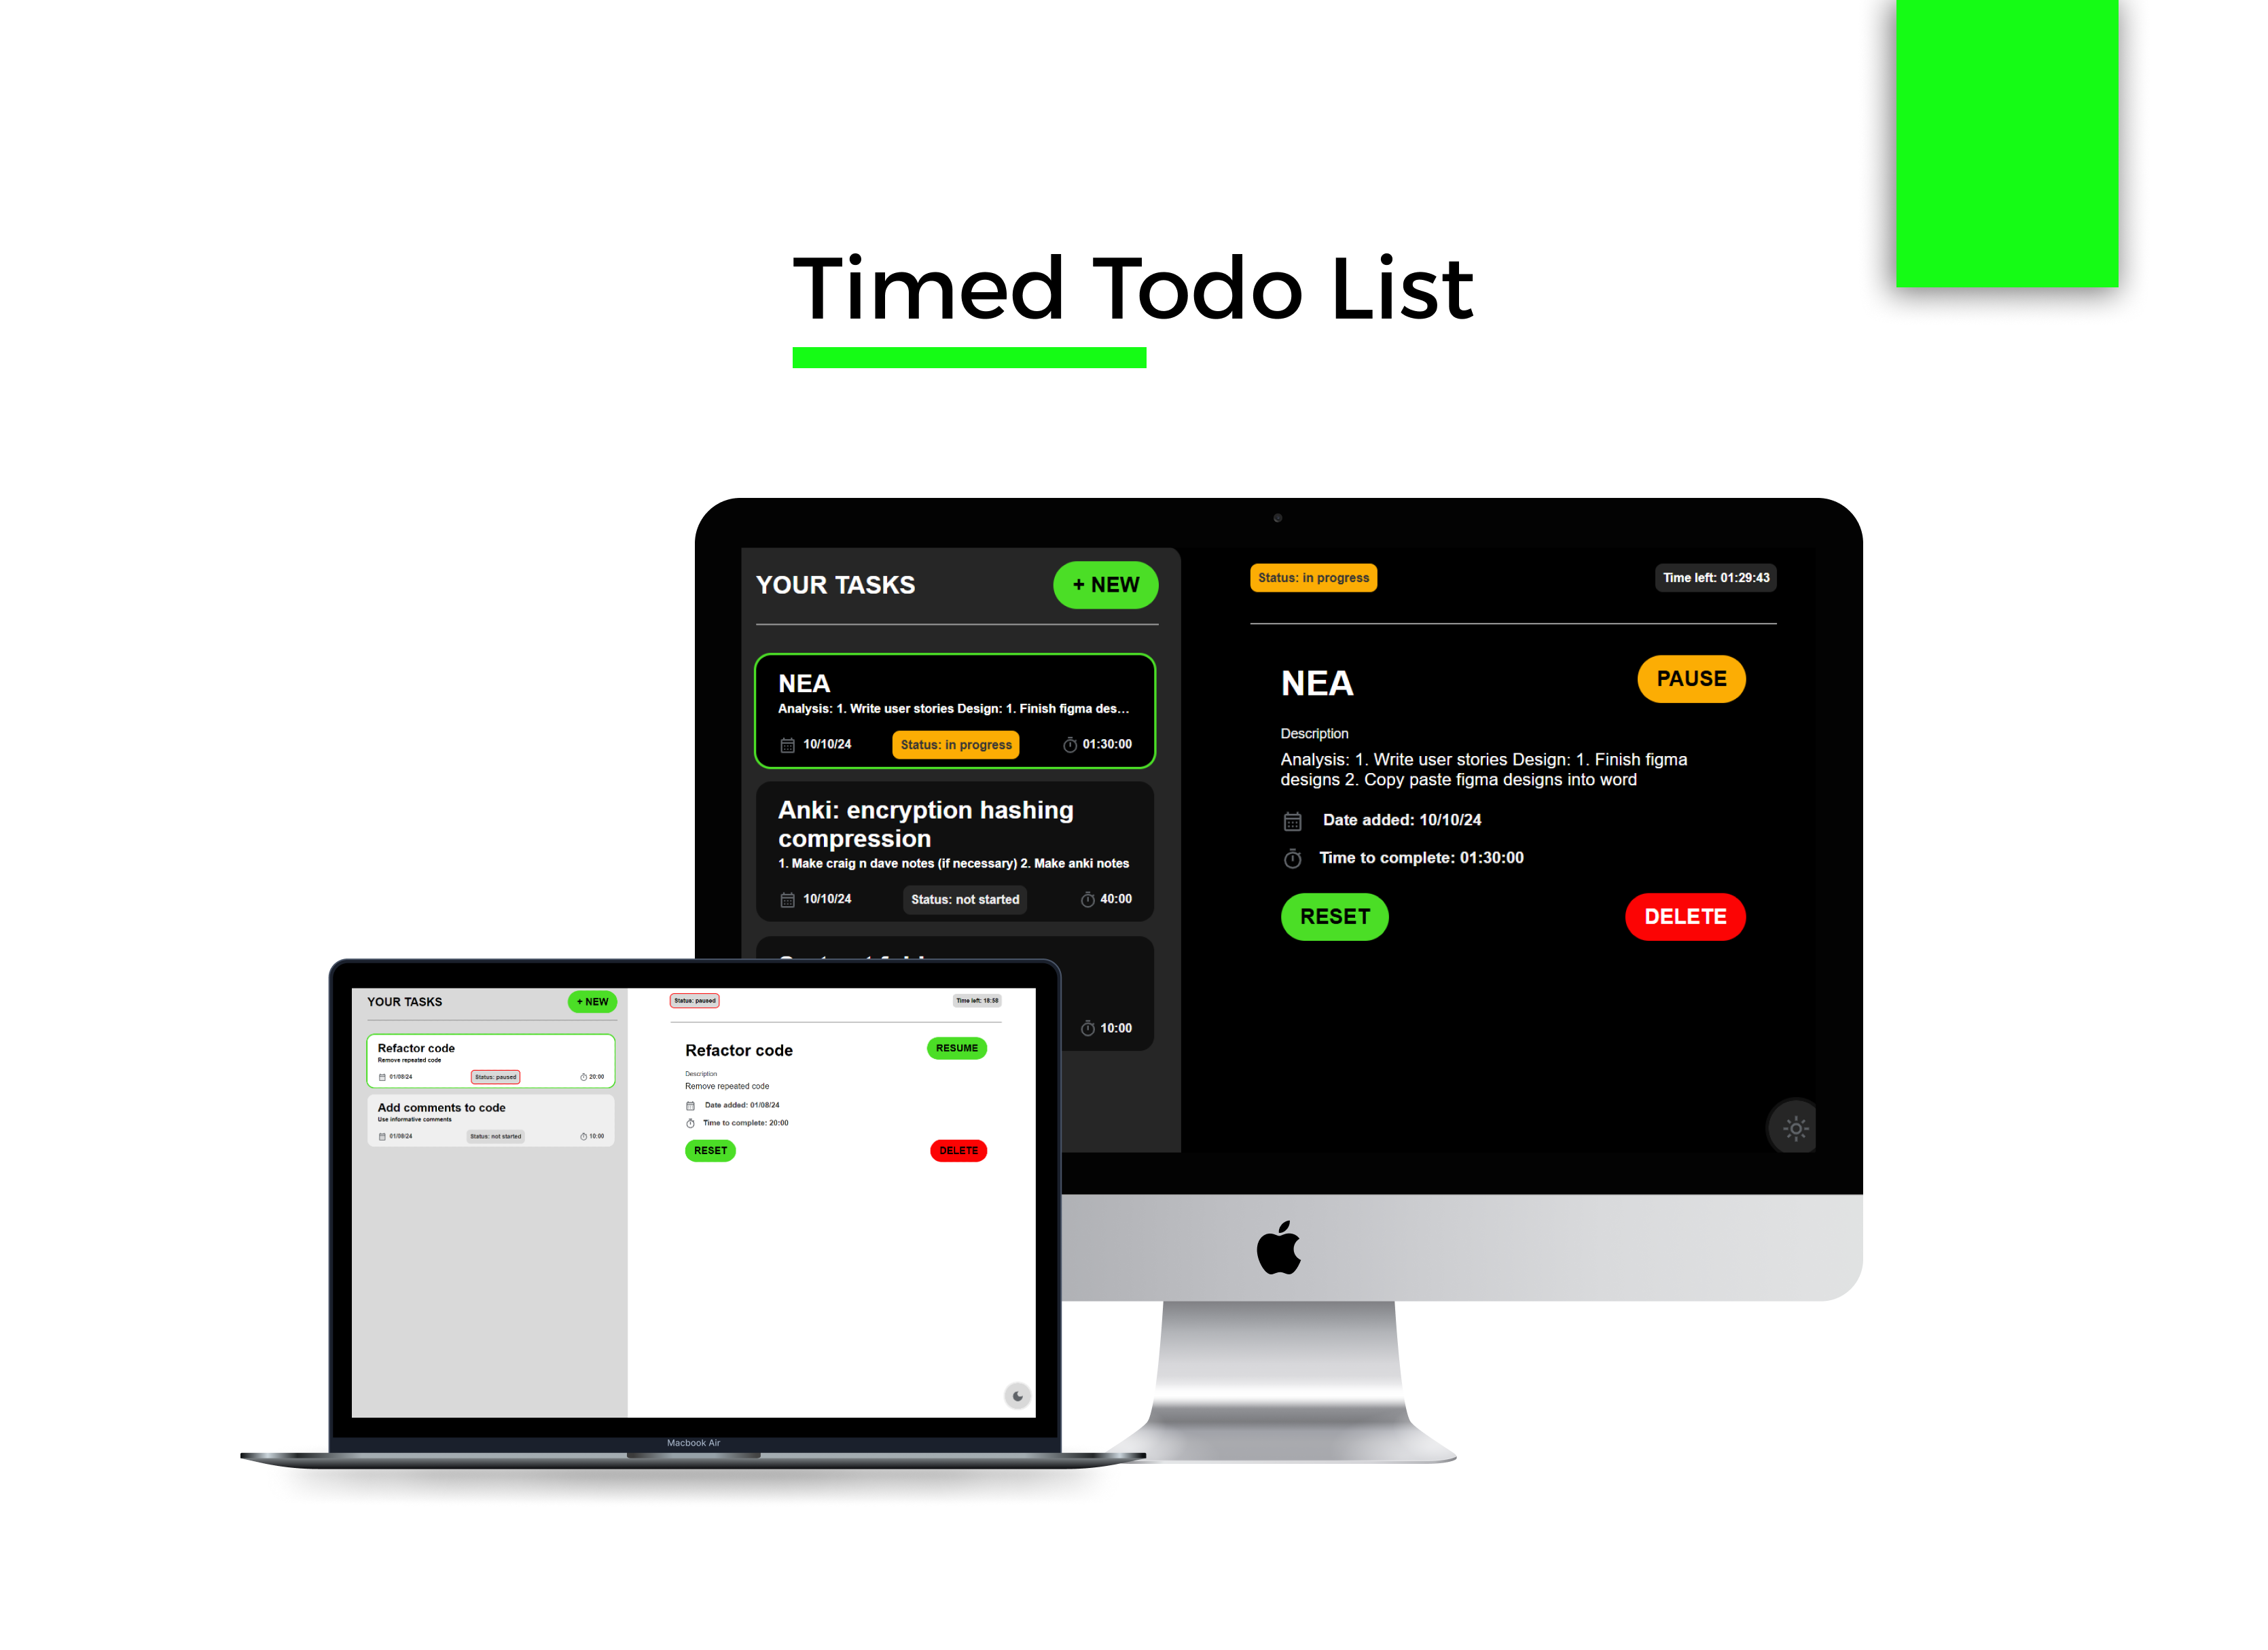 Timed Todo List
YOUR TASKS
+ NEW
NEA
Analysis: 1. Write user stories Design: 1. Finish figma des...
10/10/24
Status: in progress
01:30:00
Anki: encryption hashing
compression
1. Make craig n dave notes (if necessary) 2. Make anki notes
10/10/24
Status: not started
40:00
10:00
Status: in progress
Time left: 01:29:43
NEA
PAUSE
Description
Analysis: 1. Write user stories Design: 1. Finish figma
designs 2. Copy paste figma designs into word
Date added: 10/10/24
Time to complete: 01:30:00
RESET
DELETE
YOUR TASKS
+ NEW
Refactor code
Remove repeated code
01/08/24
Status: paused
20:00
Add comments to code
Use informative comments
01/08/24
Status: not started
10:00
Status: paused
Time left: 18:58
Refactor code
RESUME
Description
Remove repeated code
Date added: 01/08/24
Time to complete: 20:00
RESET
DELETE
Macbook Air